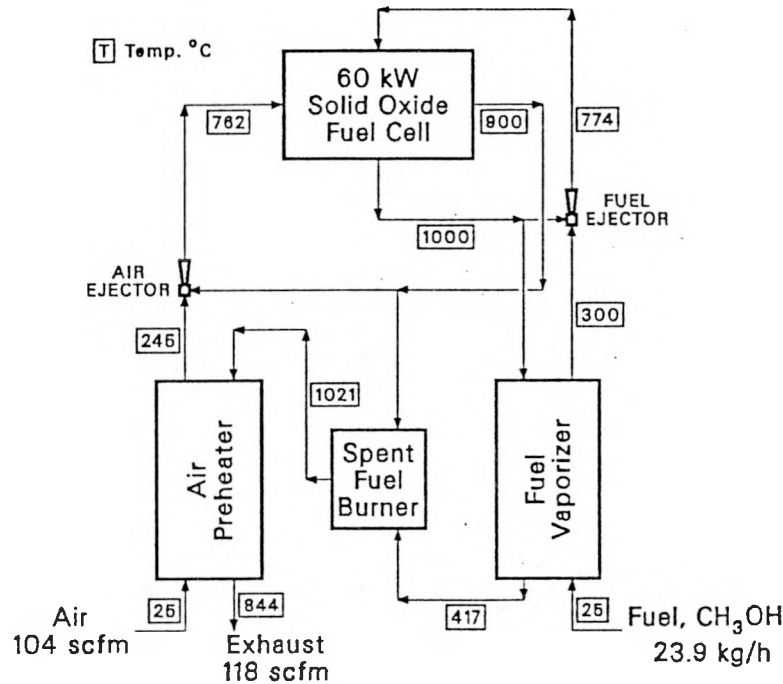 T Temp. °C
60 kW
Solid Oxide
Fuel Cell
762
900
774
1000
FUEL
EJECTOR
AIR
EJECTOR
245
300
1021
Air
Preheater
Spent
Fuel
Burner
Fuel
Vaporizer
25
844
417
25
Air
104 scfm
Exhaust
118 scfm
Fuel, CH₃OH
23.9 kg/h